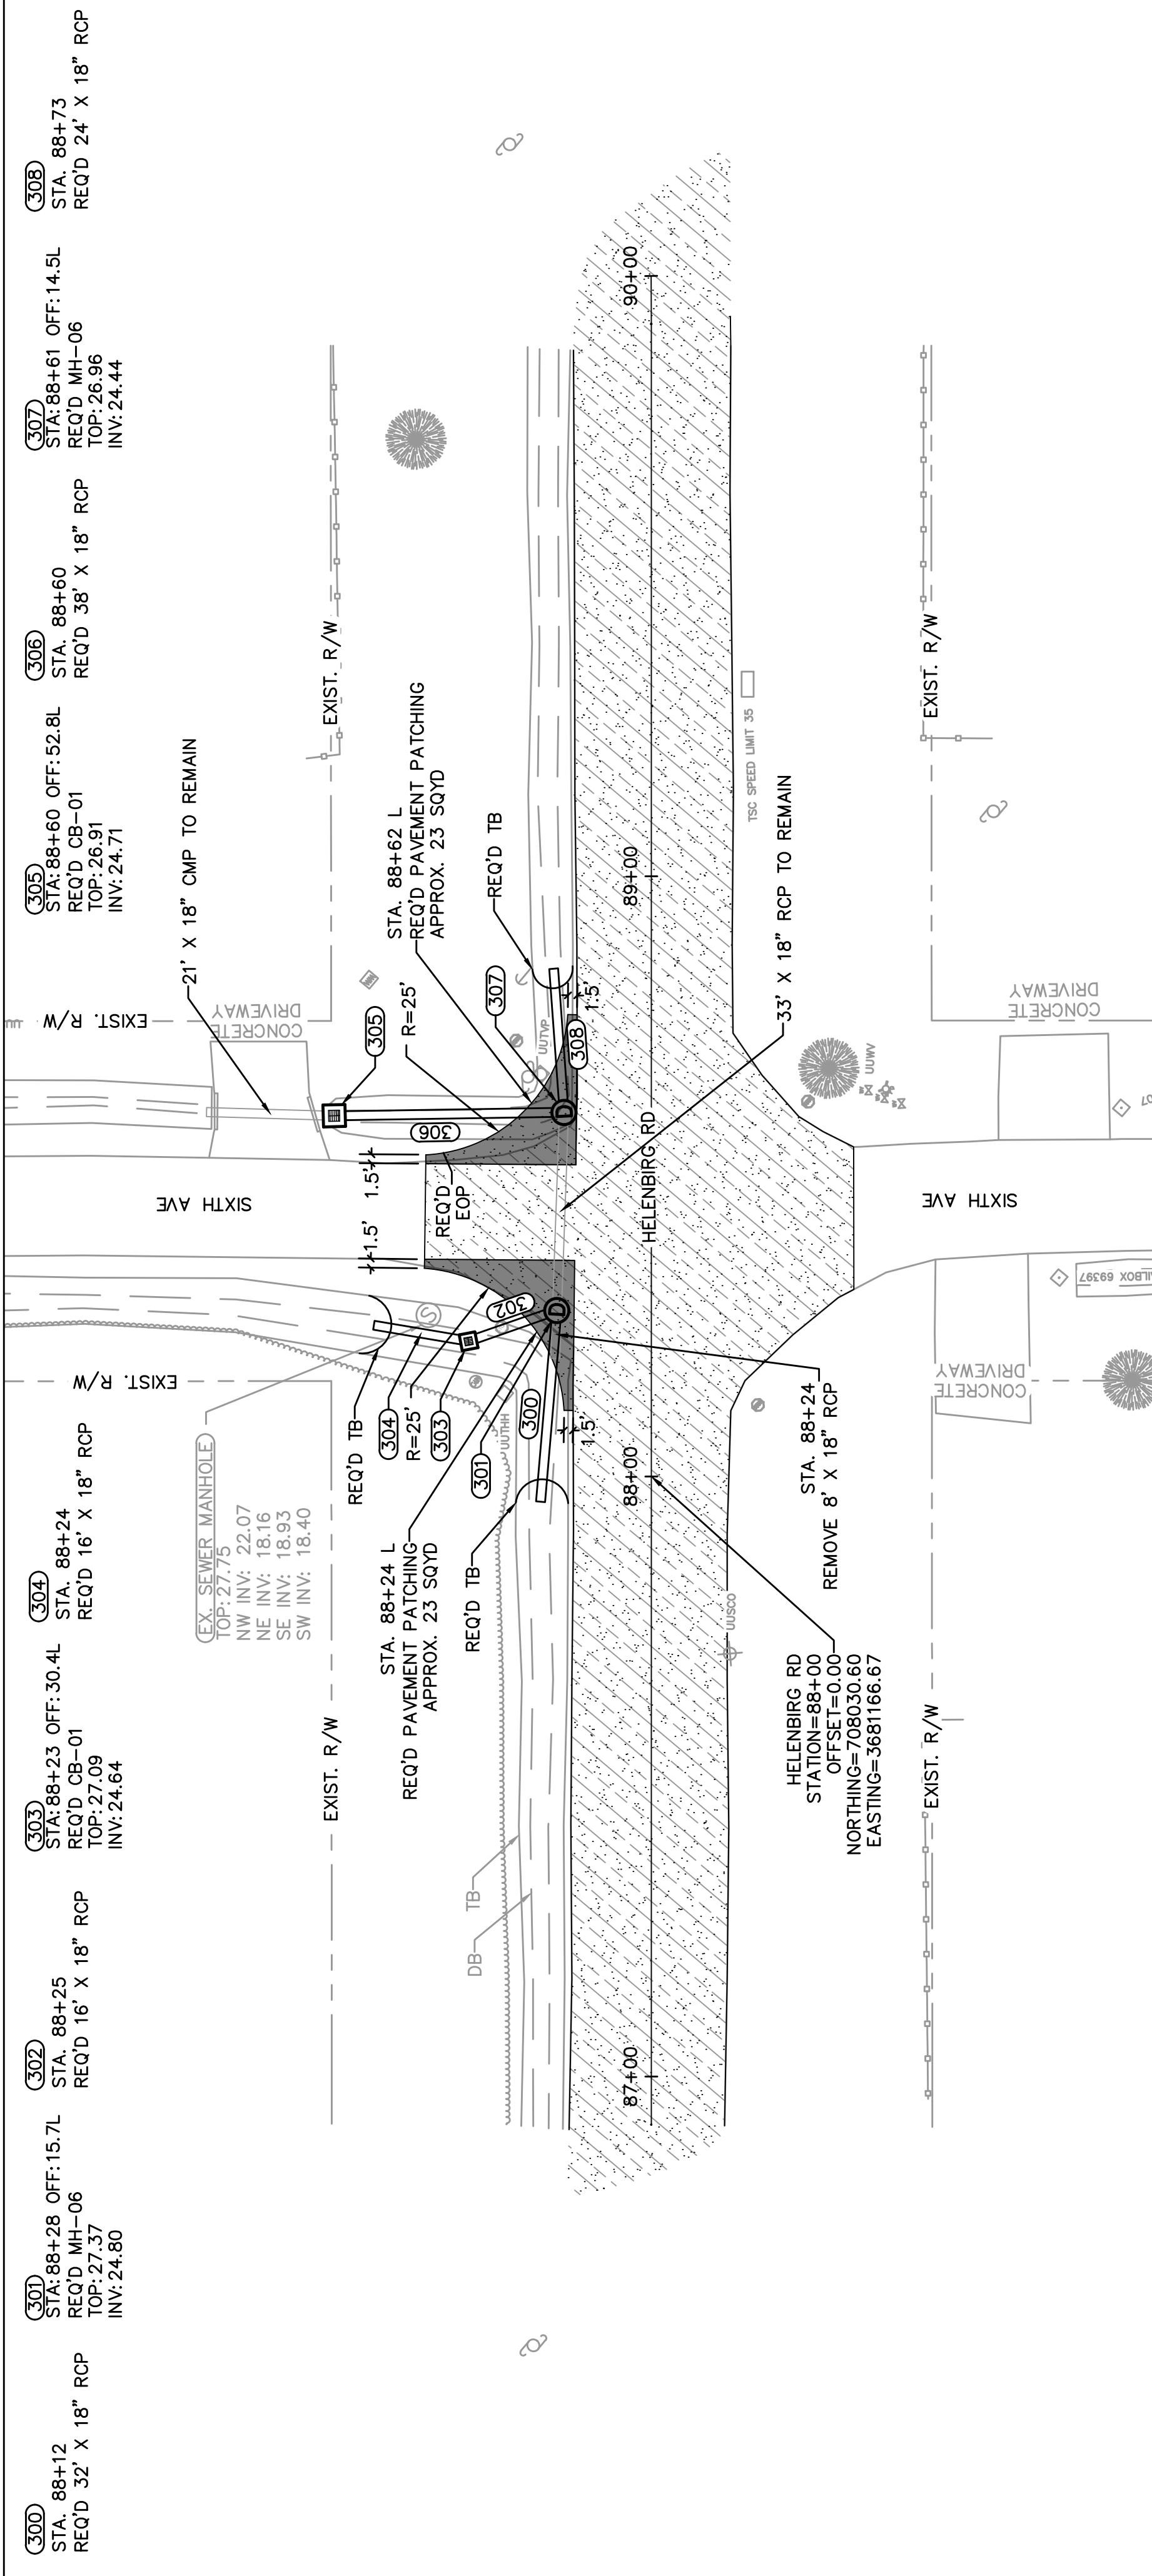 300
STA. 88+12
REQ'D 32' X 18" RCP
301
STA:88+28 OFF:15.7L
REQ'D MH-06
TOP:27.37
INV:24.80
302
STA. 88+25
REQ'D 16' X 18" RCP
303
STA:88+23 OFF:30.4L
REQ'D CB-01
TOP:27.09
INV:24.64
304
STA. 88+24
REQ'D 16' X 18" RCP
305
STA:88+60 OFF:52.8L
REQ'D CB-01
TOP:26.91
INV:24.71
306
STA. 88+60
REQ'D 38' X 18" RCP
307
STA:88+61 OFF:14.5L
REQ'D MH-06
TOP:26.96
INV:24.44
308
STA. 88+73
REQ'D 24' X 18" RCP
EXIST. R/W
SIXTH AVE
EXIST. R/W
21' X 18" CMP TO REMAIN
EX. SEWER MANHOLE
TOP:27.75
NW INV: 22.07
NE INV: 18.16
SE INV: 18.93
SW INV: 18.40
CONCRETE
DRIVEWAY
EXIST. R/W
EXIST. R/W
REQ'D TB
304
R=25'
303
301
300
302
S
1.5'
1.5'
REQ'D
EOP
306
305
R=25'
307
308
UUTHH
UUTVP
D
D
1.5'
1.5'
STA. 88+24 L
REQ'D PAVEMENT PATCHING
APPROX. 23 SQYD
STA. 88+62 L
REQ'D PAVEMENT PATCHING
APPROX. 23 SQYD
REQ'D TB
REQ'D TB
DB
TB
87+00
88+00
HELENBIRG RD
89+00
90+00
UUSCO
TSC SPEED LIMIT 35
33' X 18" RCP TO REMAIN
STA. 88+24
REMOVE 8' X 18" RCP
HELENBIRG RD
STATION=88+00
OFFSET=0.00
NORTHING=708030.60
EASTING=3681166.67
UUWV
EXIST. R/W
EXIST. R/W
SIXTH AVE
CONCRETE
DRIVEWAY
CONCRETE
DRIVEWAY
69397